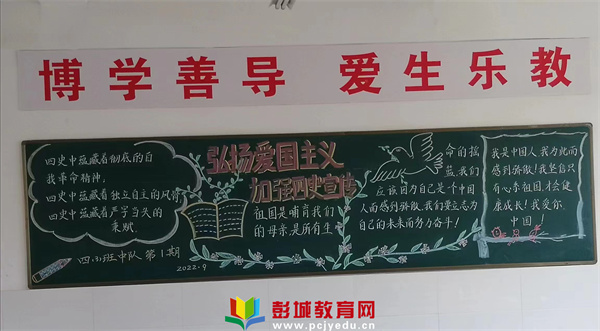 博学善导 爱生乐教
弘扬爱国主义
加强四史宣传
四史中蕴藏着彻底的自
我革命精神，
四史中蕴藏着独立自主的风骨
四史中蕴藏着严字当头的
秉赋
四(3)班中队 第1期
2022.9
祖国是哺育我们
的母亲是所有生
命的摇
篮，我们
应该因为自己是个中国
人而感到骄傲，我们要立志为
自己的未来而努力奋斗！
我是中国人，我为此而
感到骄傲！我坚信只
有心系祖国才会健
康成长！我爱你，
中国！
彭城教育网
www.pcjyedu.cn